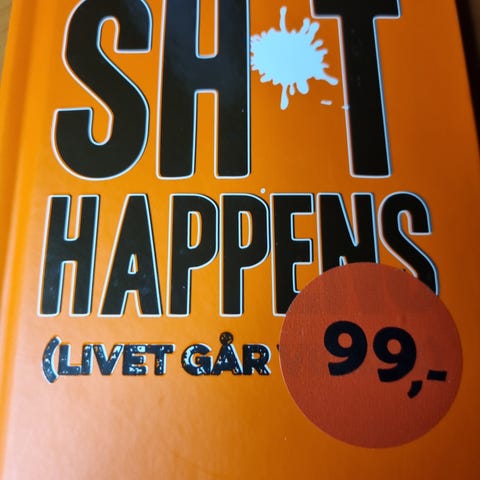 SH*T
HAPPENS
(LIVET GÅR
99,-